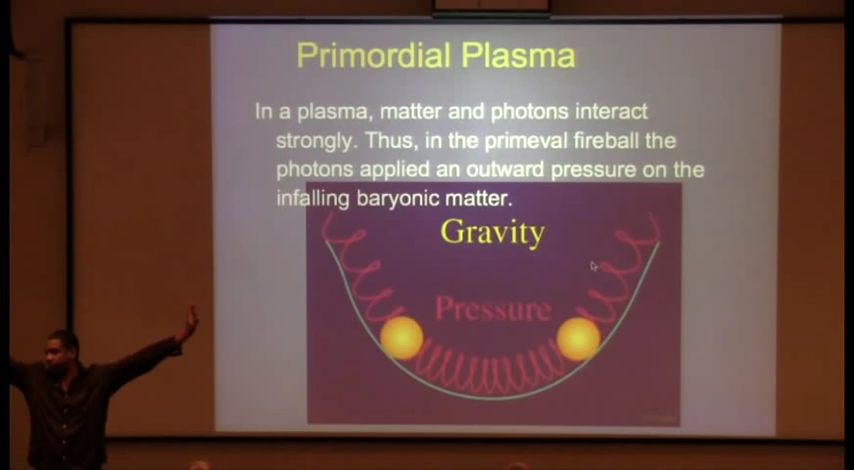 Primordial Plasma
In a plasma, matter and photons interact
strongly. Thus, in the primeval fireball the
photons applied an outward pressure on the
infalling baryonic matter.
Gravity
Pressure